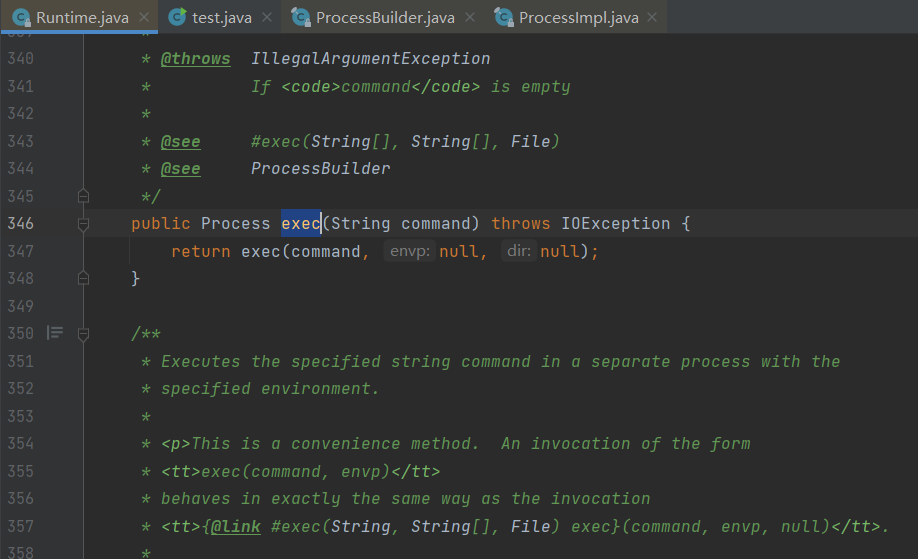 Runtime.java × test.java × ProcessBuilder.java × ProcessImpl.java ×
339 *
340 * @throws  IllegalArgumentException
341 *          If <code>command</code> is empty
342 *
343 * @see     #exec(String[], String[], File)
344 * @see     ProcessBuilder
345 */
346 public Process exec(String command) throws IOException {
347 return exec(command, envp: null, dir: null);
348 }
349
350 /**
351 * Executes the specified string command in a separate process with the
352 * specified environment.
353 *
354 * <p>This is a convenience method.  An invocation of the form
355 * <tt>exec(command, envp)</tt>
356 * behaves in exactly the same way as the invocation
357 * <tt>{@link #exec(String, String[], File) exec}(command, envp, null)</tt>.
358 *